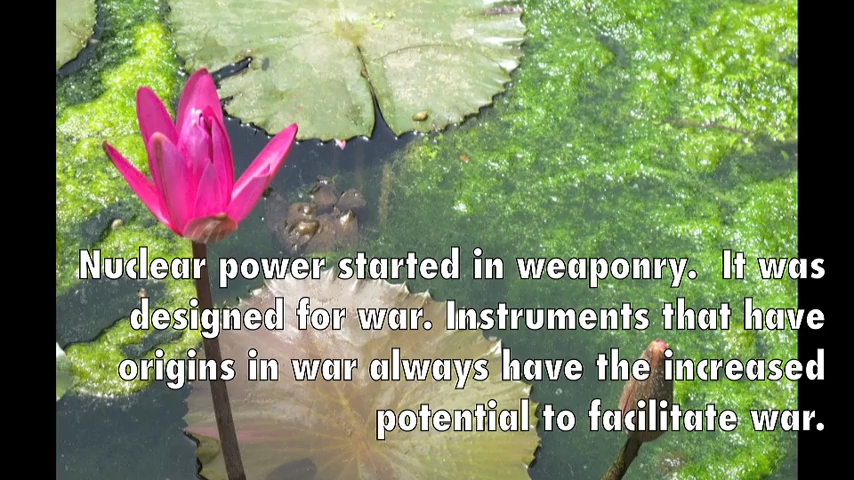 Nuclear power started in weaponry.  It was
designed for war. Instruments that have
origins in war always have the increased
potential to facilitate war.